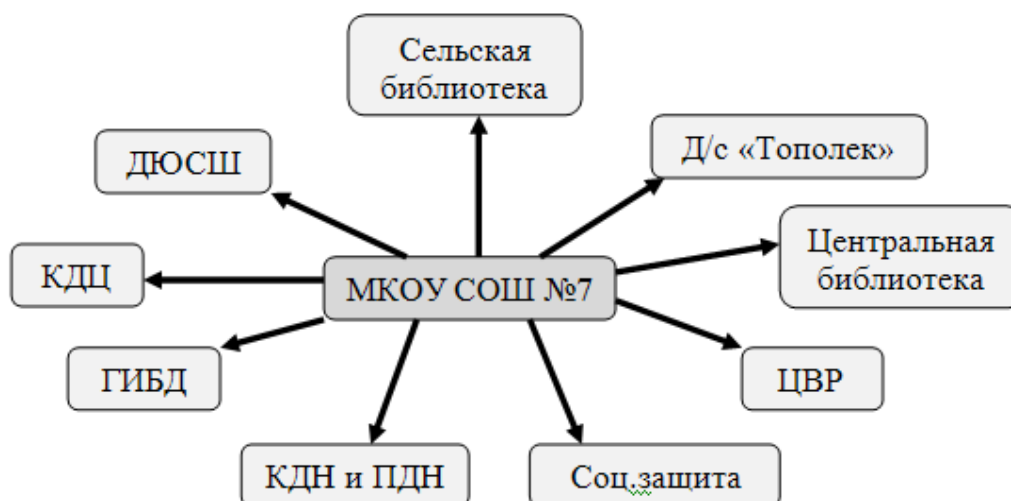 Сельская
библиотека
ДЮСШ
Д/с «Тополек»
КДЦ
Центральная
библиотека
МКОУ СОШ №7
ГИБД
ЦВР
КДН и ПДН
Соц.защита